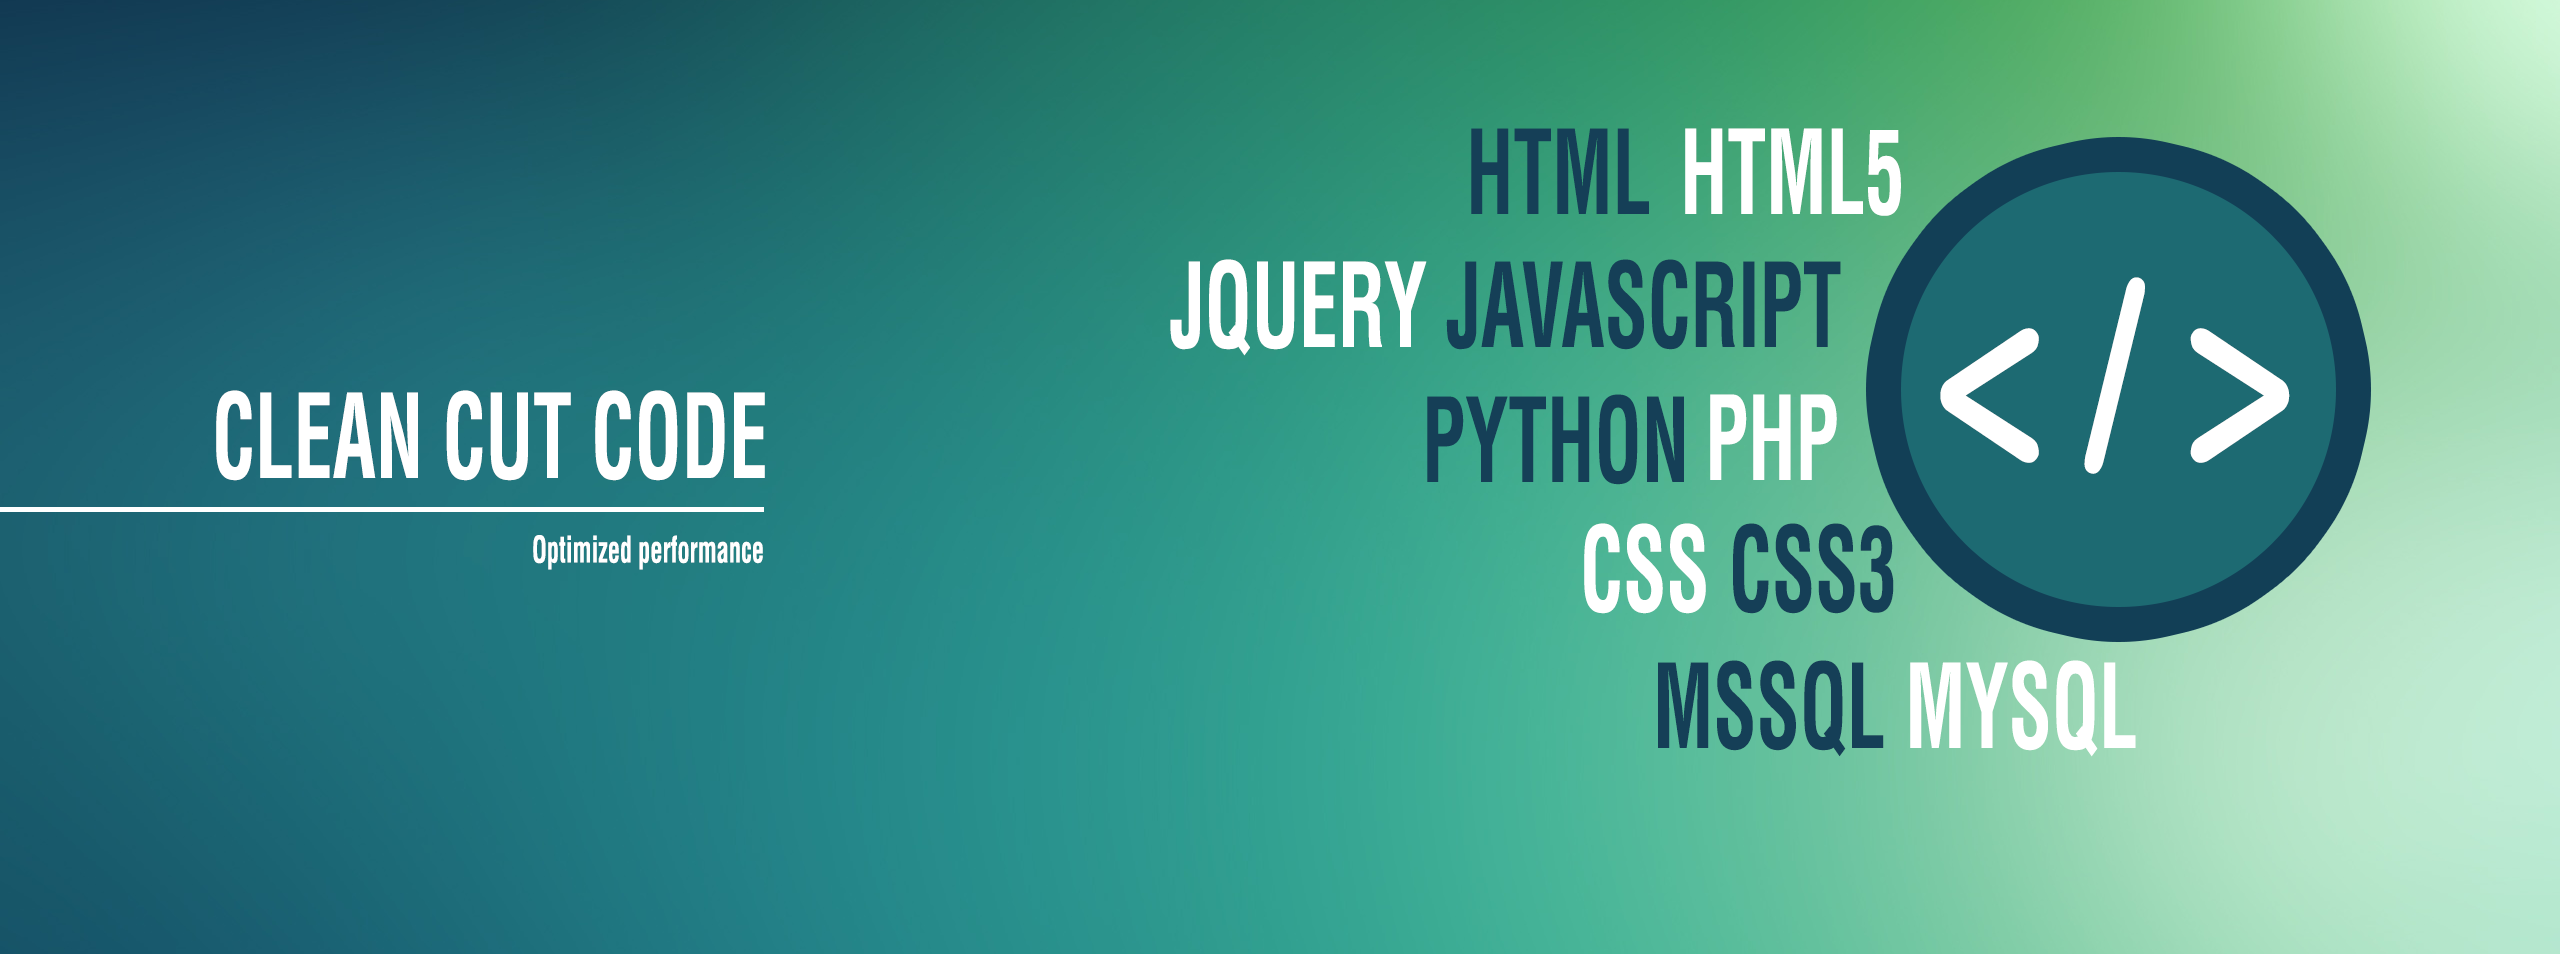 CLEAN CUT CODE
Optimized performance
HTML HTML5
JQUERY JAVASCRIPT
PYTHON PHP
CSS CSS3
MSSQL MYSQL
</>